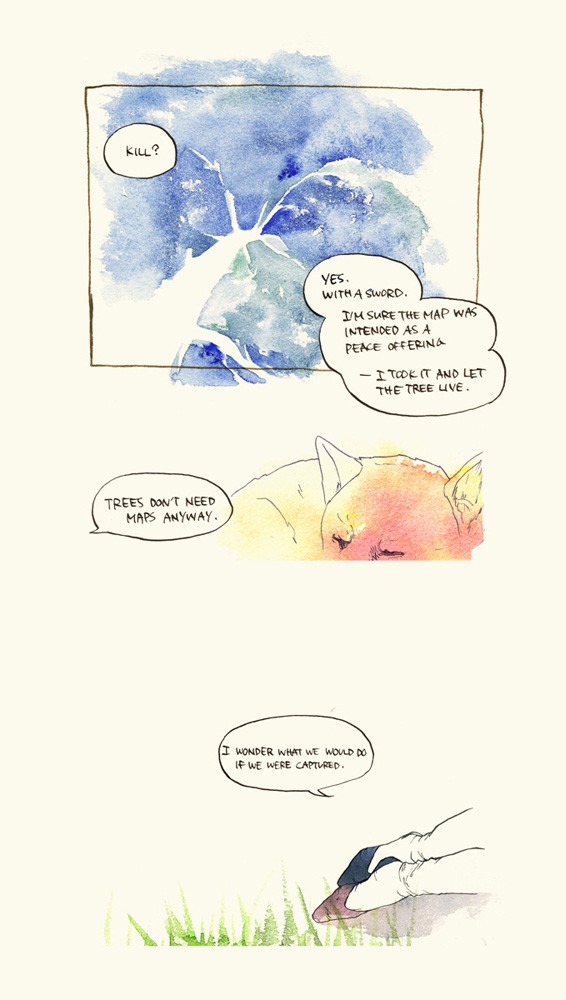 KILL?
YES.
WITH A SWORD.
I'M SURE THE MAP WAS
INTENDED AS A
PEACE OFFERING
— I TOOK IT AND LET
THE TREE LIVE.
TREES DON'T NEED
MAPS ANYWAY.
I WONDER WHAT WE WOULD DO
IF WE WERE CAPTURED.